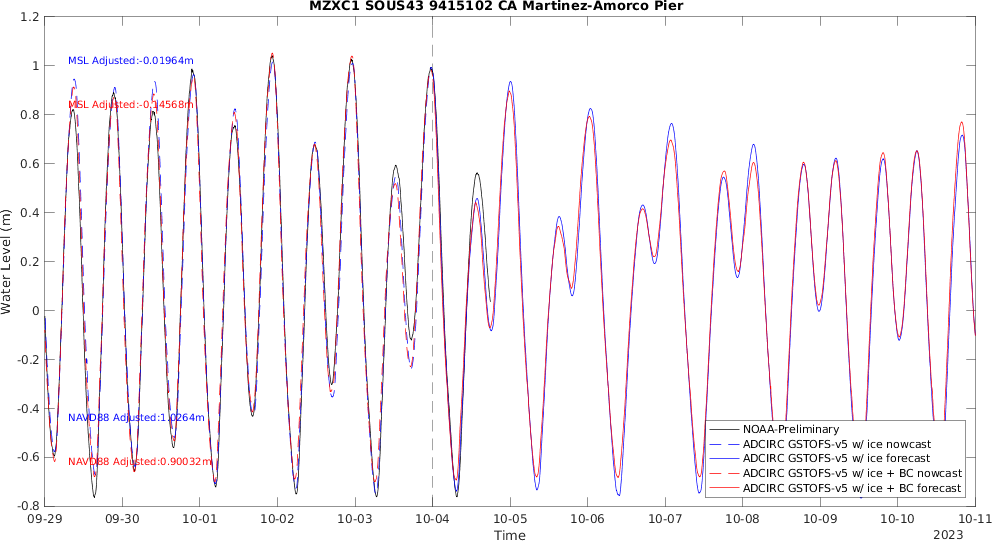 MZXC1 SOUS43 9415102 CA Martinez-Amorco Pier
1.2
1
0.8
0.6
0.4
0.2
0
-0.2
-0.4
-0.6
-0.8
Water Level (m)
MSL Adjusted:-0.01964m
MSL Adjusted:-0.14568m
NAVD88 Adjusted:1.0264m
NAVD88 Adjusted:0.90032m
NOAA-Preliminary
ADCIRC GSTOFS-v5 w/ ice nowcast
ADCIRC GSTOFS-v5 w/ ice forecast
ADCIRC GSTOFS-v5 w/ ice + BC nowcast
ADCIRC GSTOFS-v5 w/ ice + BC forecast
09-29 09-30 10-01 10-02 10-03 10-04 10-05 10-06 10-07 10-08 10-09 10-10 10-11
Time
2023